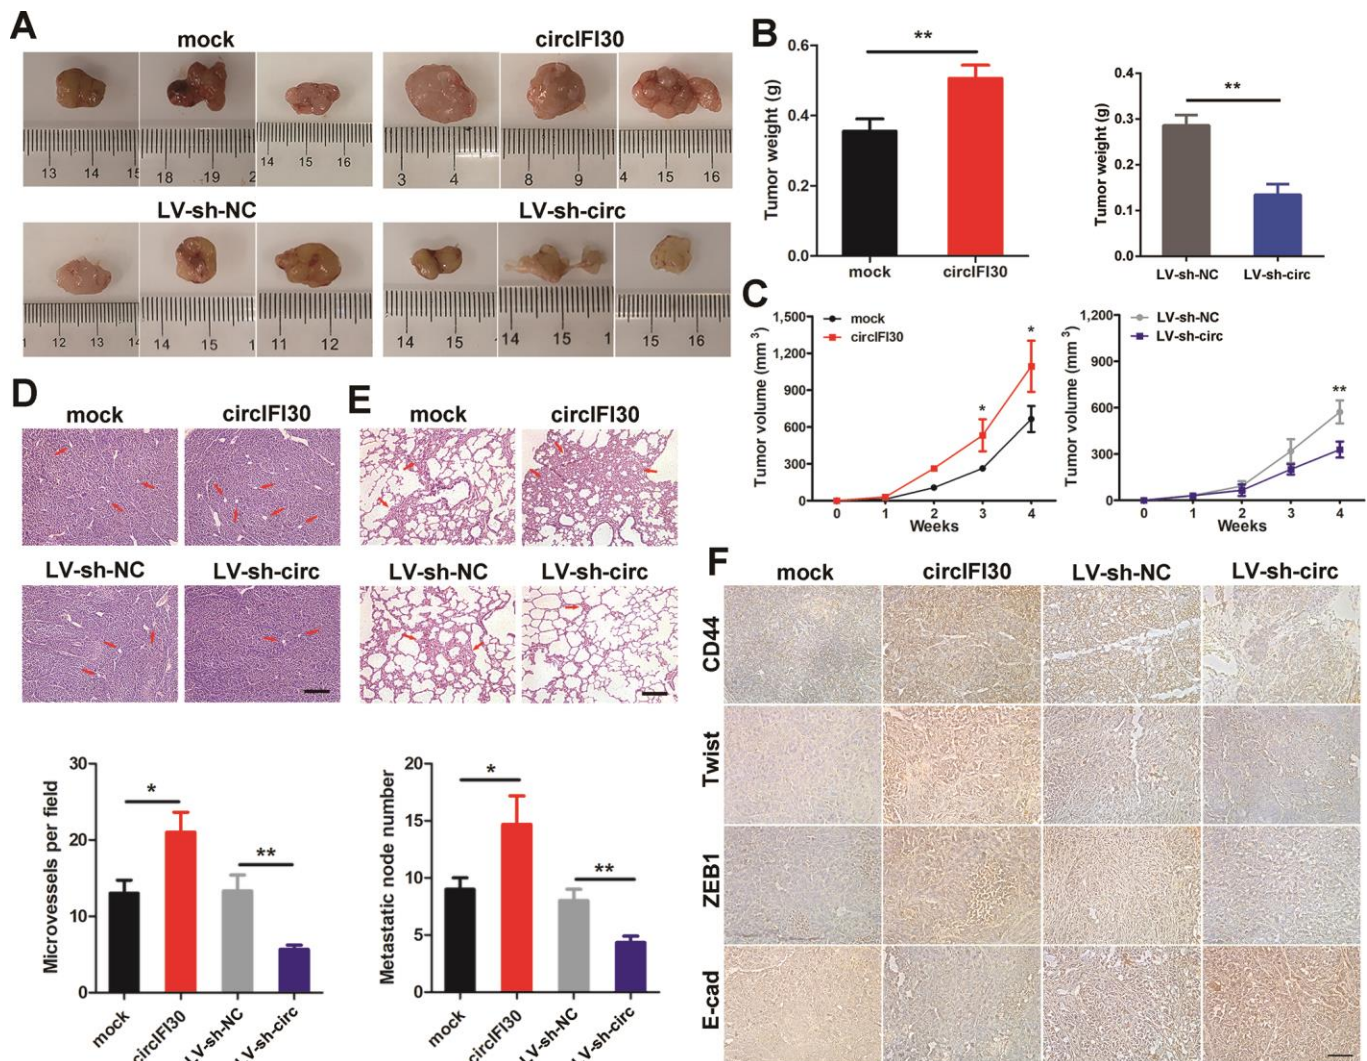 A
mock
circIFI30
13 14 15
18 19 2
14 15 16
3 4
8 9
4 15 16
LV-sh-NC
LV-sh-circ
1 12 13 14
14 15 1
11 12
14 15
14 15 1
15 16
B
Tumor weight (g)
0.6
0.4
0.2
0.0
**
mock circIFI30
Tumor weight (g)
0.4
0.3
0.2
0.1
0.0
**
LV-sh-NC LV-sh-circ
C
Tumor volume (mm3)
1,500
1,200
900
600
300
0
mock
circIFI30
*
*
0 1 2 3 4
Weeks
Tumor volume (mm3)
1,200
900
600
300
0
LV-sh-NC
LV-sh-circ
**
0 1 2 3 4
Weeks
D
mock circIFI30
LV-sh-NC LV-sh-circ
Microvessels per field
30
20
10
0
*
**
mock
circIFI30
LV-sh-NC
LV-sh-circ
E
mock circIFI30
LV-sh-NC LV-sh-circ
Metastatic node number
20
15
10
5
0
*
**
mock
circIFI30
LV-sh-NC
LV-sh-circ
F
mock circIFI30 LV-sh-NC LV-sh-circ
CD44
Twist
ZEB1
E-cad